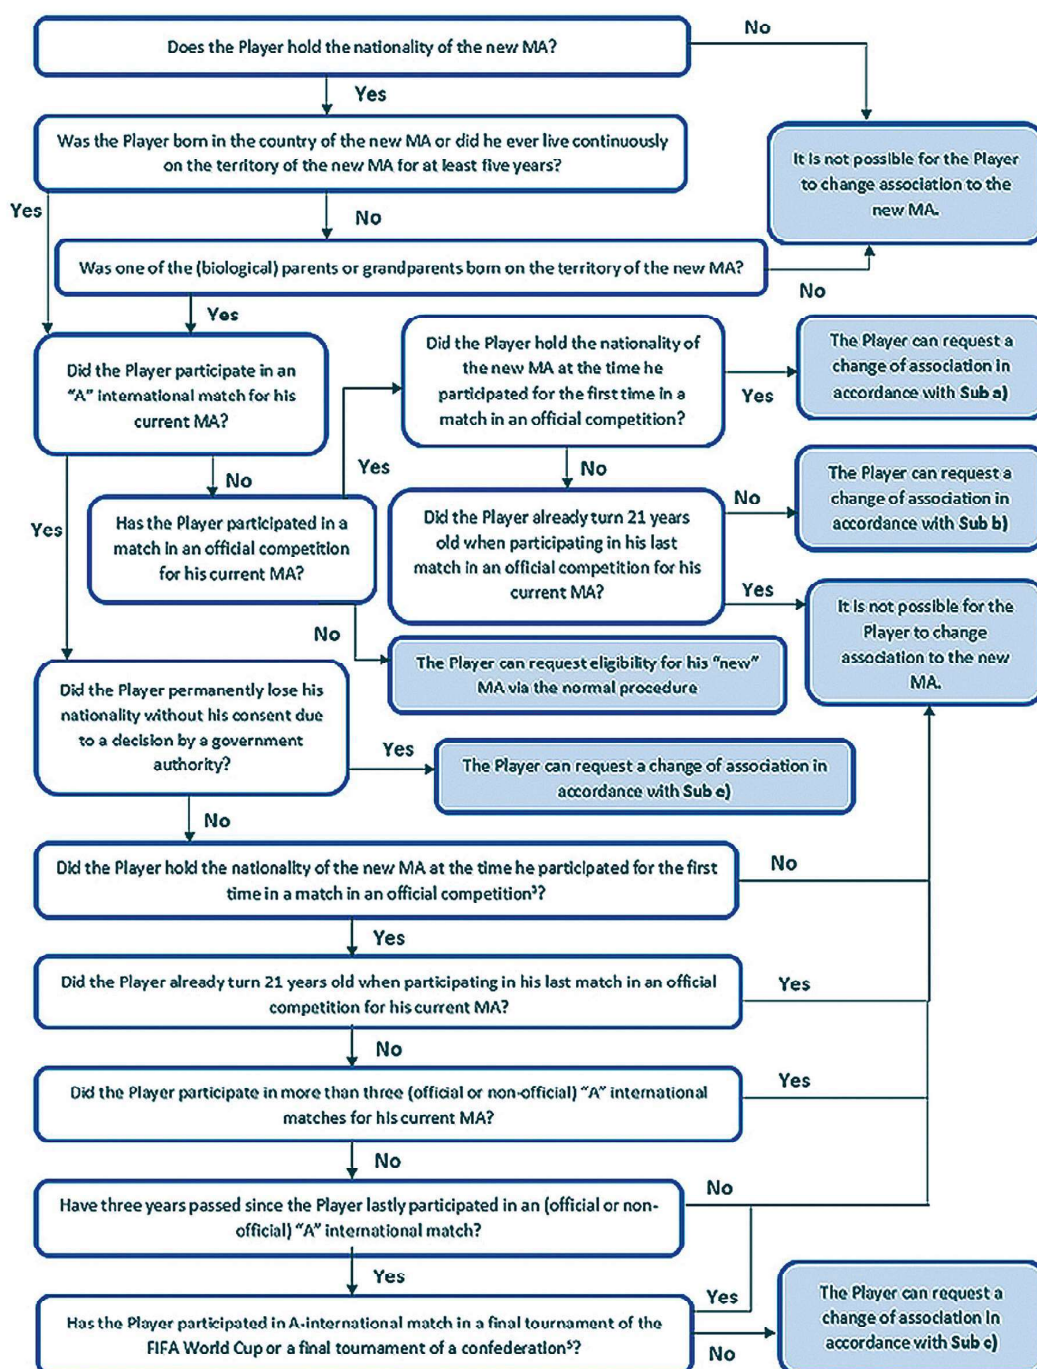 Does the Player hold the nationality of the new MA?
No
Yes
Was the Player born in the country of the new MA or did he ever live continuously
on the territory of the new MA for at least five years?
It is not possible for the Player
to change association to the
new MA.
Yes
No
Was one of the (biological) parents or grandparents born on the territory of the new MA?
No
Yes
Did the Player participate in an
"A" international match for his
current MA?
Did the Player hold the nationality of
the new MA at the time he
participated for the first time in a
match in an official competition?
Yes
The Player can request a
change of association in
accordance with Sub a)
Yes
No
No
Yes
Has the Player participated in a
match in an official competition
for his current MA?
Did the Player already turn 21 years
old when participating in his last
match in an official competition for his
current MA?
No
The Player can request a
change of association in
accordance with Sub b)
Yes
It is not possible for the
Player to change
association to the new
MA.
No
The Player can request eligibility for his "new"
MA via the normal procedure
Did the Player permanently lose his
nationality without his consent due
to a decision by a government
authority?
Yes
The Player can request a change of association in
accordance with Sub e)
No
Did the Player hold the nationality of the new MA at the time he participated for the first
time in a match in an official competition⁵?
No
Yes
Did the Player already turn 21 years old when participating in his last match in an official
competition for his current MA?
Yes
No
Did the Player participate in more than three (official or non-official) "A" international
matches for his current MA?
Yes
No
Have three years passed since the Player lastly participated in an (official or non-
official) "A" international match?
No
Yes
Has the Player participated in A-international match in a final tournament of the
FIFA World Cup or a final tournament of a confederation⁵?
Yes
No
The Player can request a
change of association in
accordance with Sub c)